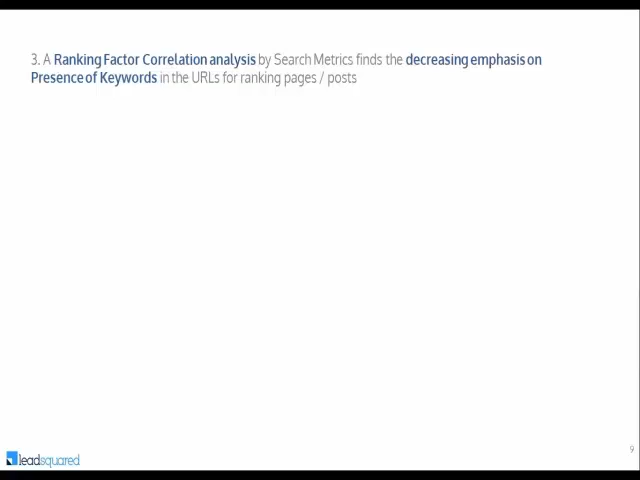 3. A Ranking Factor Correlation analysis by Search Metrics finds the decreasing emphasis on
Presence of Keywords in the URLs for ranking pages / posts
9
leadsquared